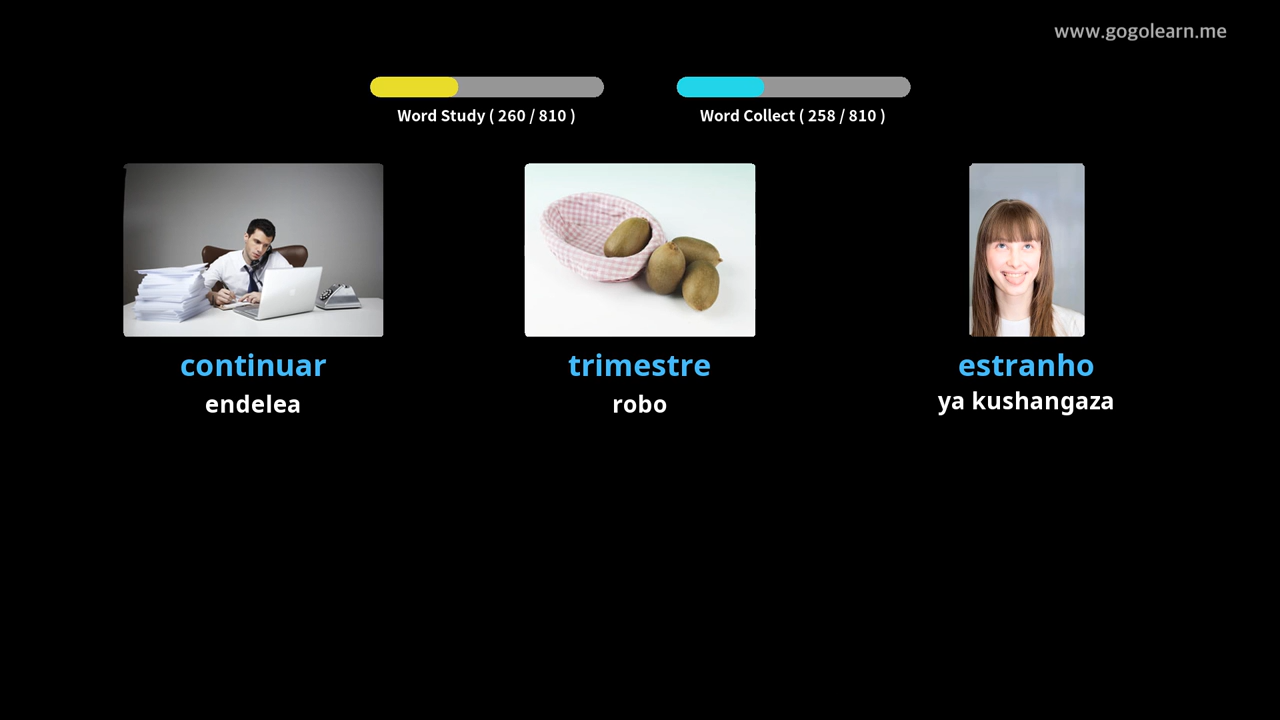 www.gogolearn.me
Word Study ( 260 / 810 )
Word Collect ( 258 / 810 )
continuar
endelea
trimestre
robo
estranho
ya kushangaza